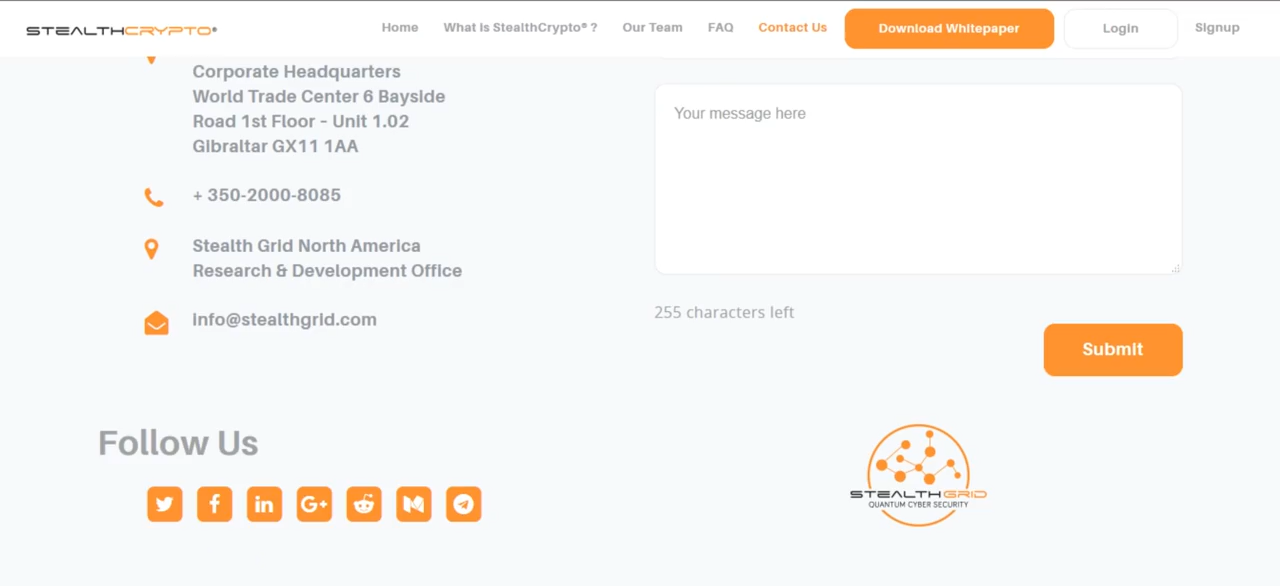 STEALTHCRYPTO®
Home What is StealthCrypto® ? Our Team FAQ Contact Us Download Whitepaper Login Signup
Corporate Headquarters
World Trade Center 6 Bayside
Road 1st Floor - Unit 1.02
Gibraltar GX11 1AA
+ 350-2000-8085
Stealth Grid North America
Research & Development Office
info@stealthgrid.com
Your message here
255 characters left
Submit
Follow Us
STEALTHGRID
QUANTUM CYBER SECURITY